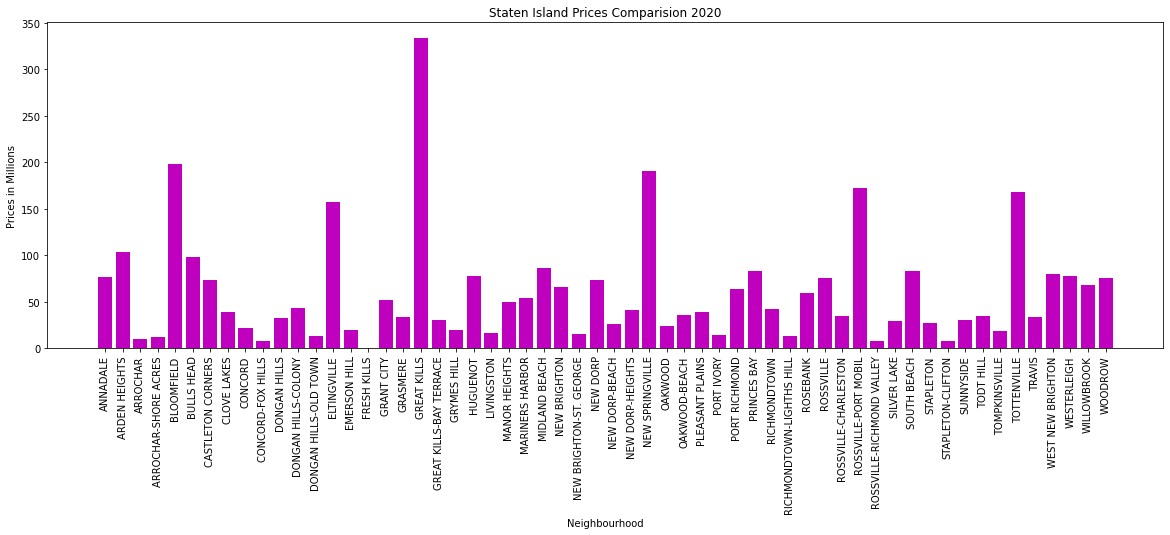 Staten Island Prices Comparision 2020
Prices in Millions
350
300
250
200
150
100
50
0
ANNADALE
ARDEN HEIGHTS
ARROCHAR
ARROCHAR-SHORE ACRES
BLOOMFIELD
BULLS HEAD
CASTLETON CORNERS
CLOVE LAKES
CONCORD
CONCORD-FOX HILLS
DONGAN HILLS
DONGAN HILLS-COLONY
DONGAN HILLS-OLD TOWN
ELTINGVILLE
EMERSON HILL
FRESH KILLS
GRANT CITY
GRASMERE
GREAT KILLS
GREAT KILLS-BAY TERRACE
GRYMES HILL
HUGUENOT
LIVINGSTON
MANOR HEIGHTS
MARINERS HARBOR
MIDLAND BEACH
NEW BRIGHTON
NEW BRIGHTON-ST. GEORGE
NEW DORP
NEW DORP-BEACH
NEW DORP-HEIGHTS
NEW SPRINGVILLE
OAKWOOD
OAKWOOD-BEACH
PLEASANT PLAINS
PORT IVORY
PORT RICHMOND
PRINCES BAY
RICHMONDTOWN
RICHMONDTOWN-LIGHTHS HILL
ROSEBANK
ROSSVILLE
ROSSVILLE-CHARLESTON
ROSSVILLE-PORT MOBIL
ROSSVILLE-RICHMOND VALLEY
SILVER LAKE
SOUTH BEACH
STAPLETON
STAPLETON-CLIFTON
SUNNYSIDE
TODT HILL
TOMPKINSVILLE
TOTTENVILLE
TRAVIS
WEST NEW BRIGHTON
WESTERLEIGH
WILLOWBROOK
WOODROW
Neighbourhood